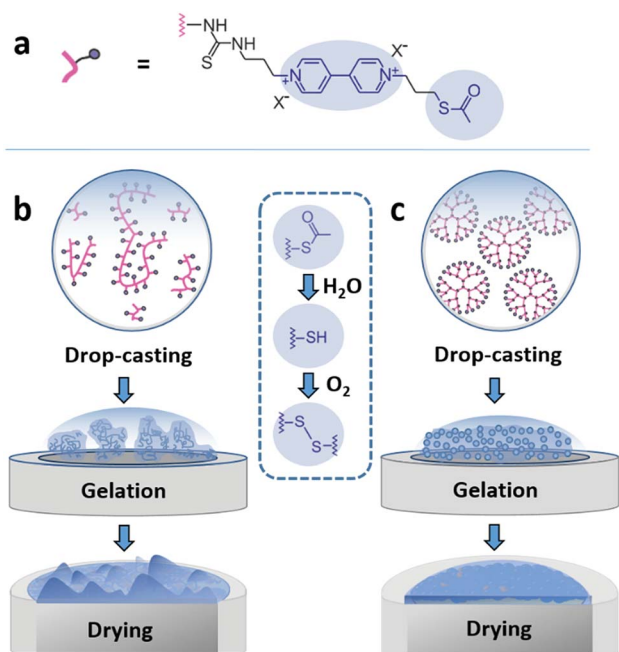 a
=
NH
S
NH
N
+
X⁻
X⁻
N
+
S
O
b
c
O
S
H₂O
SH
O₂
S
S
Drop-casting
Gelation
Drying
Drop-casting
Gelation
Drying